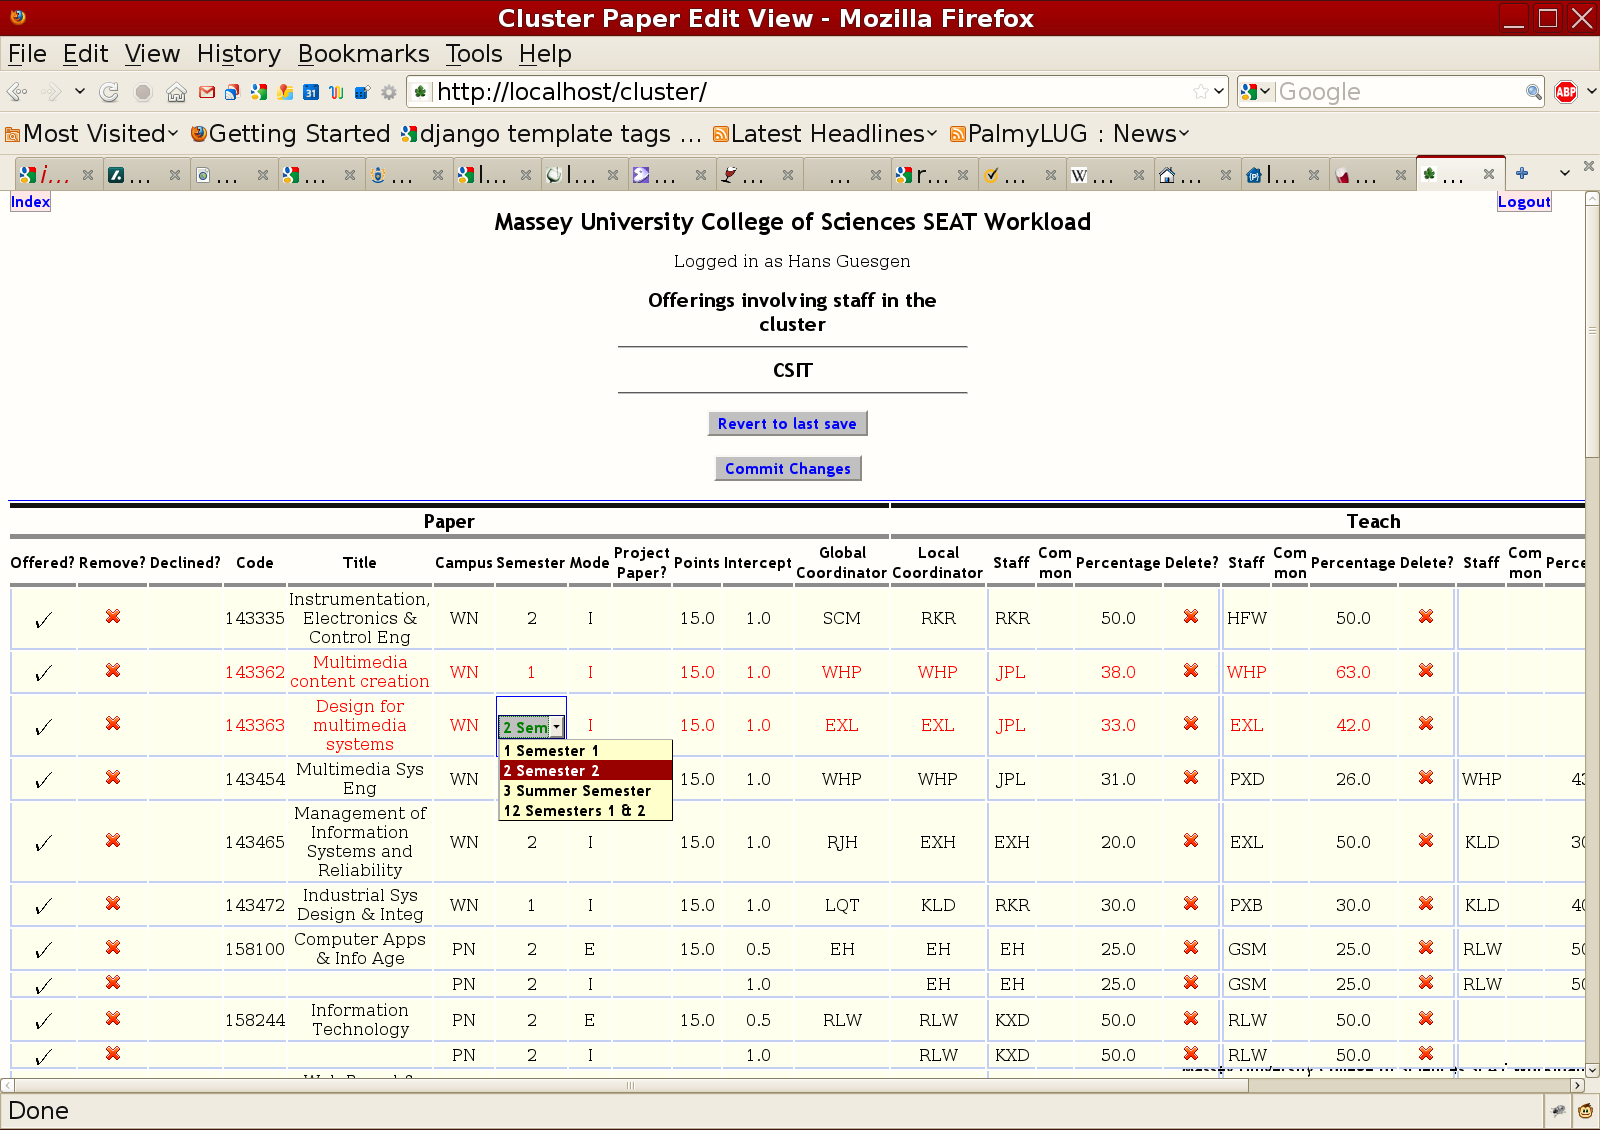 Cluster Paper Edit View - Mozilla Firefox
File Edit View History Bookmarks Tools Help
http://localhost/cluster/ Google ABP
Most Visited Getting Started django template tags ... Latest Headlines PalmyLUG : News
i... ... ... ... ... l... l... ... ... ... r... ... W ... ... l... ... ...
Index Logout
Massey University College of Sciences SEAT Workload
Logged in as Hans Guesgen
Offerings involving staff in the
cluster
CSIT
Revert to last save
Commit Changes
Paper Teach
Offered? Remove? Declined? Code Title Campus Semester Mode Project Paper? Points Intercept Global Coordinator Local Coordinator Staff Com mon Percentage Delete? Staff Com mon Percentage Delete? Staff Com mon Perce
143335 Instrumentation, Electronics & Control Eng WN 2 I 15.0 1.0 SCM RKR RKR 50.0 HFW 50.0
143362 Multimedia content creation WN 1 I 15.0 1.0 WHP WHP JPL 38.0 WHP 63.0
143363 Design for multimedia systems WN 2 Sem I 15.0 1.0 EXL EXL JPL 33.0 EXL 42.0
1 Semester 1
2 Semester 2
3 Summer Semester
12 Semesters 1 & 2
143454 Multimedia Sys Eng WN 15.0 1.0 WHP WHP JPL 31.0 PXD 26.0 WHP 43
143465 Management of Information Systems and Reliability WN 2 I 15.0 1.0 RJH EXH EXH 20.0 EXL 50.0 KLD 30
143472 Industrial Sys Design & Integ WN 1 I 15.0 1.0 LQT KLD RKR 30.0 PXB 30.0 KLD 40
158100 Computer Apps & Info Age PN 2 E 15.0 0.5 EH EH EH 25.0 GSM 25.0 RLW 50
PN 2 I 1.0 EH EH 25.0 GSM 25.0 RLW 50
158244 Information Technology PN 2 E 15.0 0.5 RLW RLW KXD 50.0 RLW 50.0
PN 2 I 1.0 RLW KXD 50.0 RLW 50.0
Done